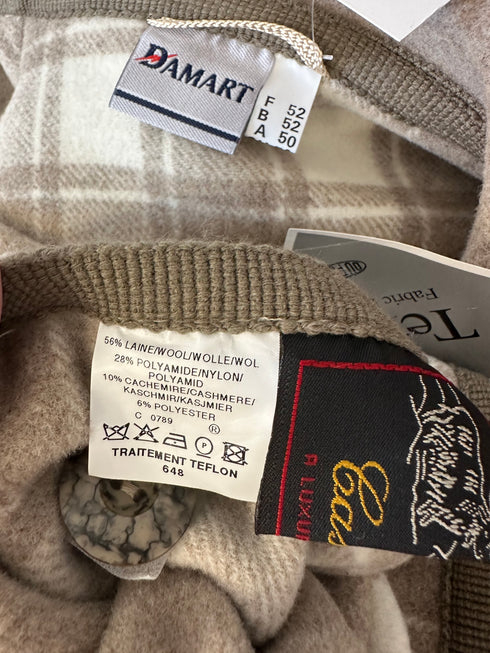 DAMART
F 52
B 52
A 50
Fabric
56% LAINE/WOOL/WOLLE/WOL
28% POLYAMIDE/NYLON/
POLYAMID
10% CACHEMIRE/CASHMERE/
KASCHMIR/KASJMIER
6% POLYESTER
C 0789
®
P
TRAITEMENT TEFLON
648
A LUXU